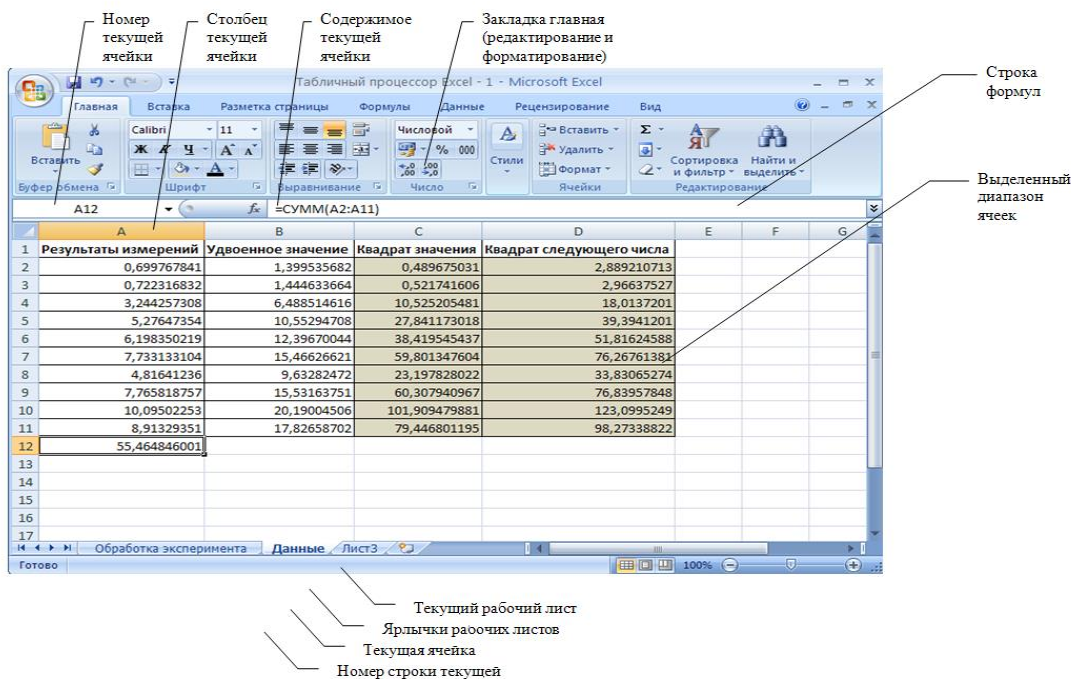 Номер
текущей
ячейки
Столбец
текущей
ячейки
Содержимое
текущей
ячейки
Закладка главная
(редактирование и
форматирование)
Строка
формул
Выделенный
диапазон
ячеек
Табличный процессор Excel - 1 - Microsoft Excel
Главная Вставка Разметка страницы Формулы Данные Рецензирование Вид
Вставить
Буфер обмена
Calibri 11
Ж К Ч
Шрифт
Выравнивание
Числовой
% 000
Число
Стили
Вставить
Удалить
Формат
Ячейки
Сортировка
и фильтр
Найти и
выделить
Редактирование
A12 fx =СУММ(A2:A11)
A B C D E F G
1 Результаты измерений Удвоенное значение Квадрат значения Квадрат следующего числа
2 0,699767841 1,399535682 0,489675031 2,889210713
3 0,722316832 1,444633664 0,521741606 2,96637527
4 3,244257308 6,488514616 10,525205481 18,0137201
5 5,27647354 10,55294708 27,841173018 39,3941201
6 6,198350219 12,39670044 38,419545437 51,81624588
7 7,733133104 15,46626621 59,801347604 76,26761381
8 4,81641236 9,63282472 23,197828022 33,83065274
9 7,765818757 15,53163751 60,307940967 76,83957848
10 10,09502253 20,19004506 101,909479881 123,0995249
11 8,91329351 17,82658702 79,446801195 98,27338822
12 55,464846001
13
14
15
16
17
Обработка эксперимента Данные Лист3
Готово 100%
Текущий рабочий лист
Ярлычки рабочих листов
Текущая ячейка
Номер строки текущей